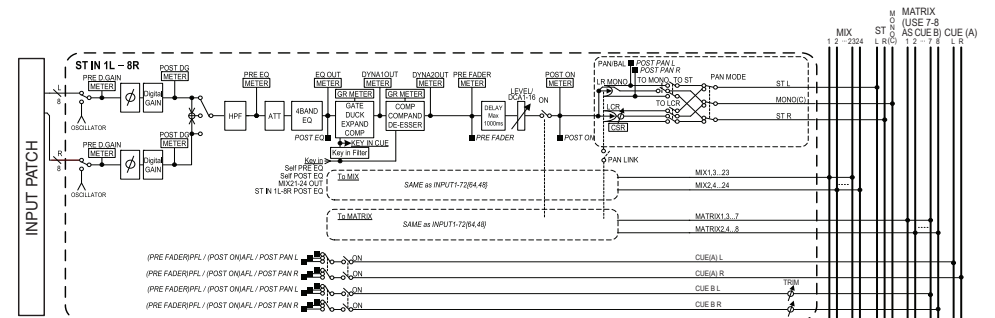 MATRIX
(USE 7-8
AS CUE B)
CUE (A)
MIX
ST
MONO(C)
1 2 ···2324
L R
1 2 ··· 7 8
L R
INPUT PATCH
ST IN 1L – 8R
L
8
OSCILLATOR
PRE D.GAIN
METER
Ø
Digital
GAIN
POST DG
METER
R
8
OSCILLATOR
PRE D.GAIN
METER
Ø
Digital
GAIN
POST DG
METER
HPF
PRE EQ
METER
ATT
4BAND
EQ
EQ OUT
METER
POST EQ
GR METER
GATE
DUCK
EXPAND
COMP
DYNA1OUT
METER
KEY IN CUE
Key in Filter
Key in
Self PRE EQ
Self POST EQ
MIX21-24 OUT
ST IN 1L-8R POST EQ
GR METER
COMP
COMPAND
DE-ESSER
DYNA2OUT
METER
PRE FADER
METER
PRE FADER
DELAY
Max
1000ms
LEVEL/
DCA1-16
ON
POST ON
METER
POST ON
PAN/BAL
POST PAN L
POST PAN R
LR MONO
TO MONO
TO ST
PAN MODE
LCR
TO LCR
CSR
PAN LINK
ST L
MONO(C)
ST R
To MIX
SAME as INPUT1-72[64,48}
MIX1,3...23
MIX2,4...24
To MATRIX
SAME as INPUT1-72{64,48}
MATRIX1,3...7
MATRIX2,4...8
(PRE FADER)PFL / (POST ON)AFL / POST PAN L
ON
CUE(A) L
(PRE FADER)PFL / (POST ON)AFL / POST PAN R
ON
CUE(A) R
(PRE FADER)PFL / (POST ON)AFL / POST PAN L
ON
CUE B L
TRIM
(PRE FADER)PFL / (POST ON)AFL / POST PAN R
ON
CUE B R